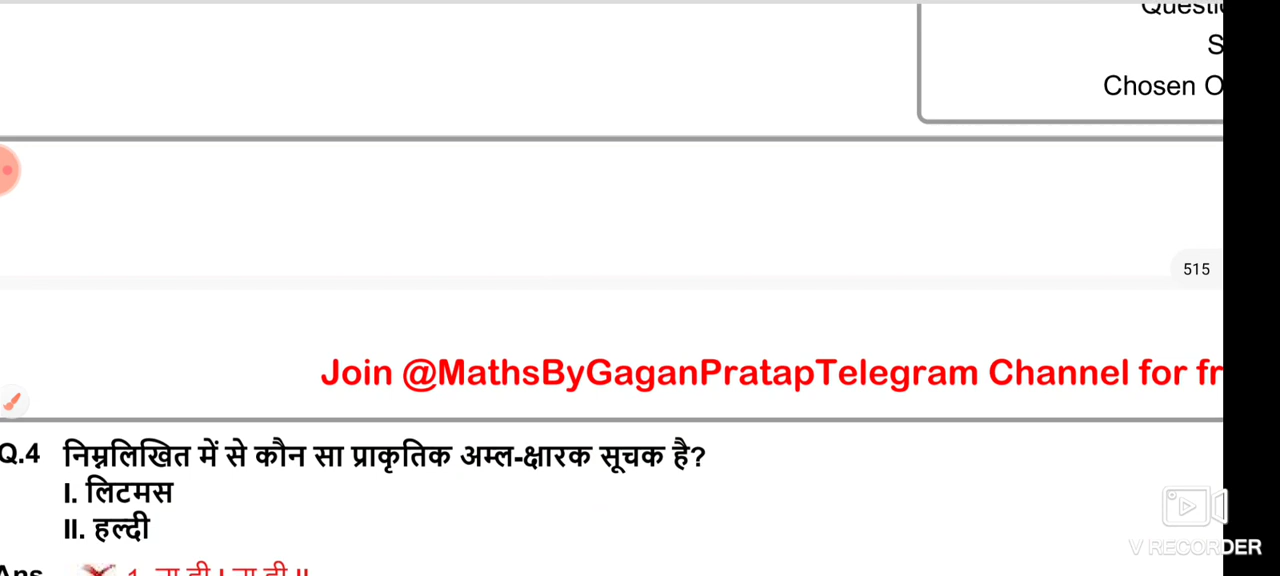 Chosen O
515
Join @MathsByGaganPratapTelegram Channel for fr
Q.4 निम्नलिखित में से कौन सा प्राकृतिक अम्ल-क्षारक सूचक है?
I. लिटमस
II. हल्दी
V RECORDER